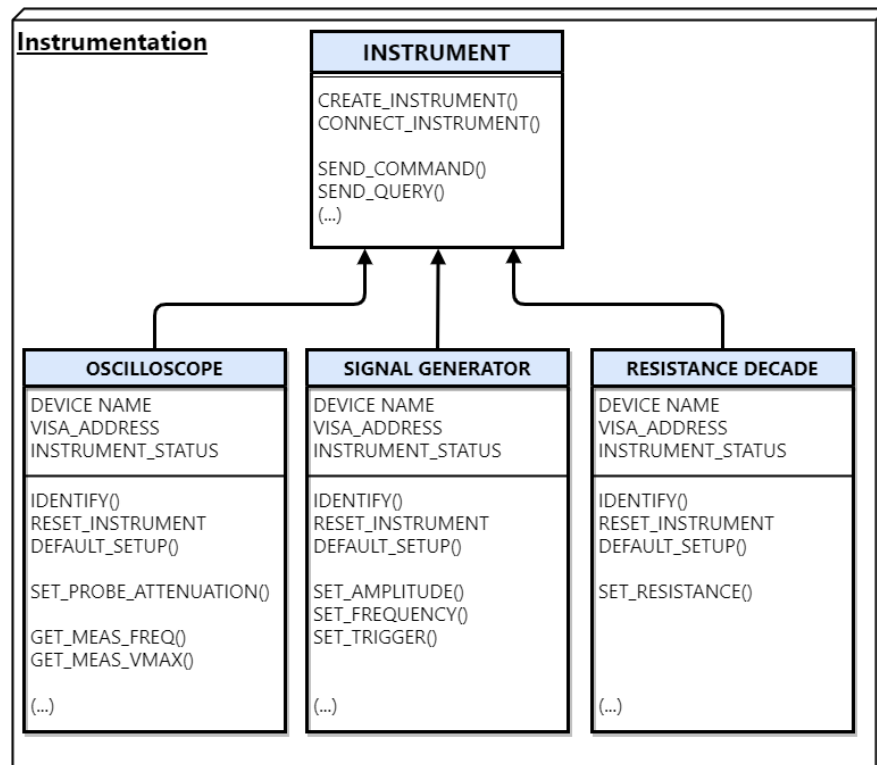 Instrumentation
INSTRUMENT
CREATE_INSTRUMENT()
CONNECT_INSTRUMENT()
SEND_COMMAND()
SEND_QUERY()
(...)
OSCILLOSCOPE
DEVICE NAME
VISA_ADDRESS
INSTRUMENT_STATUS
IDENTIFY()
RESET_INSTRUMENT
DEFAULT_SETUP()
SET_PROBE_ATTENUATION()
GET_MEAS_FREQ()
GET_MEAS_VMAX()
(...)
SIGNAL GENERATOR
DEVICE NAME
VISA_ADDRESS
INSTRUMENT_STATUS
IDENTIFY()
RESET_INSTRUMENT
DEFAULT_SETUP()
SET_AMPLITUDE()
SET_FREQUENCY()
SET_TRIGGER()
(...)
RESISTANCE DECADE
DEVICE NAME
VISA_ADDRESS
INSTRUMENT_STATUS
IDENTIFY()
RESET_INSTRUMENT
DEFAULT_SETUP()
SET_RESISTANCE()
(...)